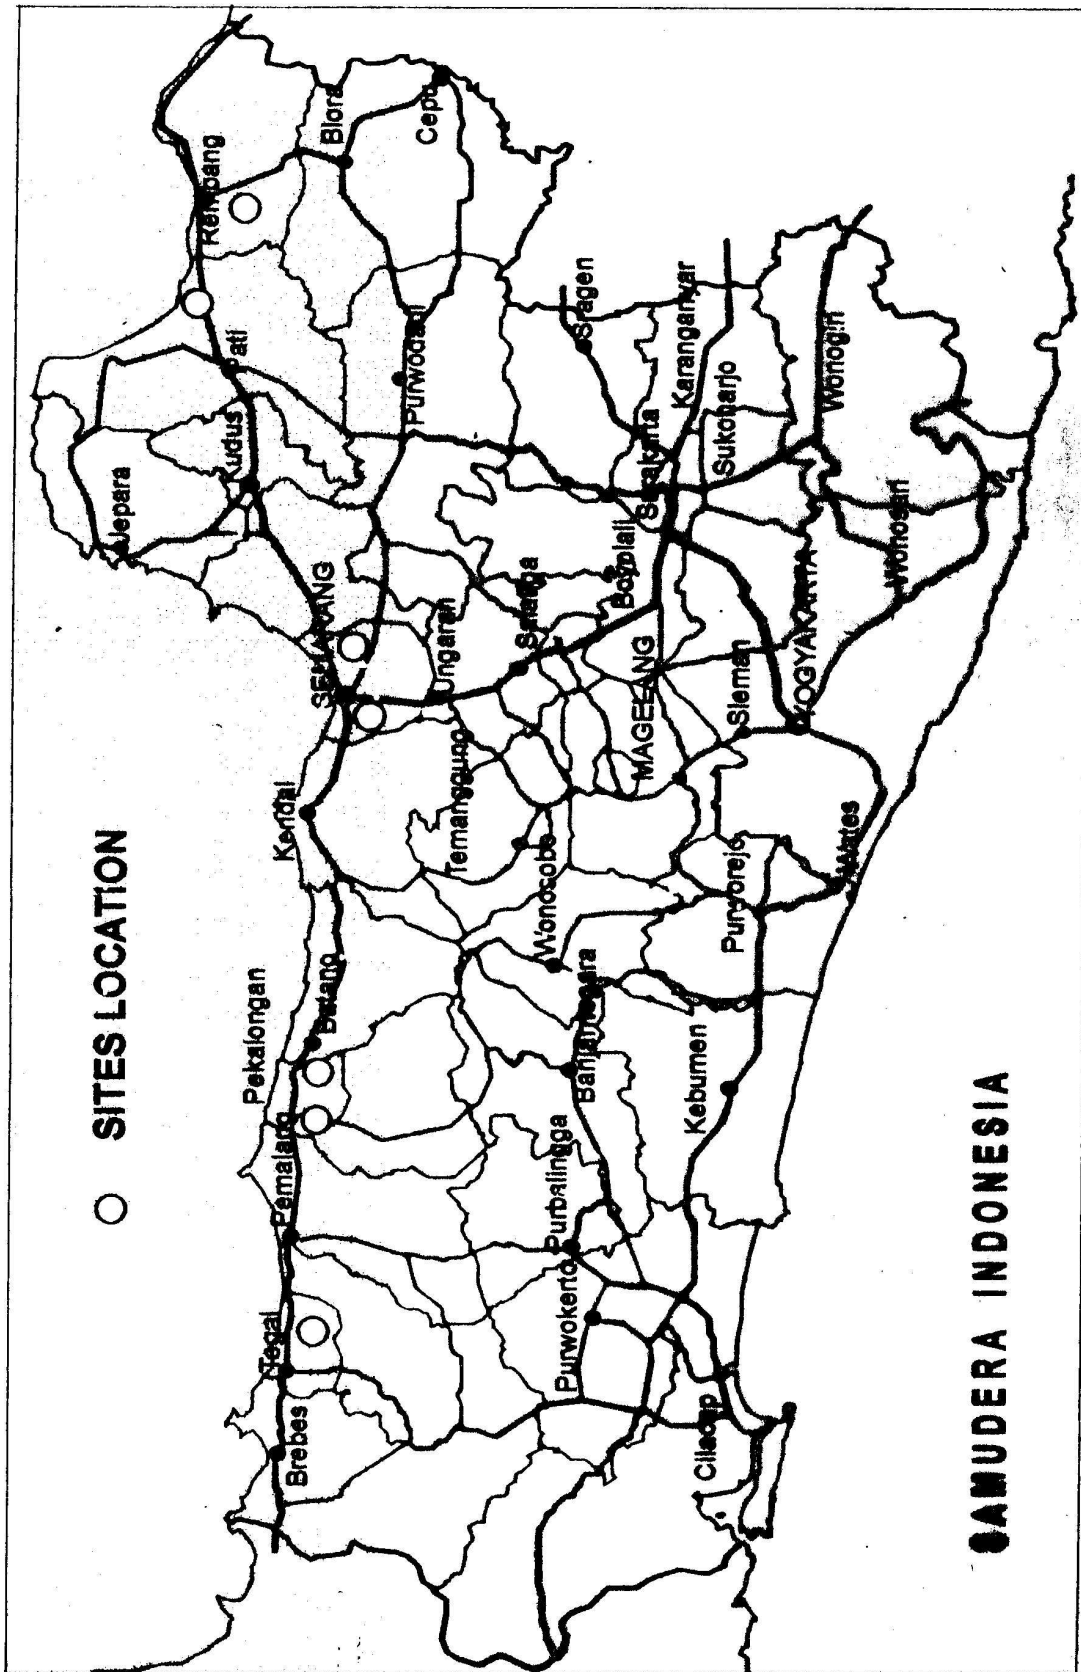 SITES LOCATION
Jepara
Rembang
Pati
Kudus
Pekalongan
Brebes
Tegal
Pemalang
Batang
Kendal
SEMARANG
Blora
Cepu
Purwodadi
Ungaran
Temanggung
Salatiga
Purwokerto
Purbalingga
Banjarnegara
Wonosobo
Boyolali
Sragen
MAGELANG
Surakarta
Karanganyar
Cilacap
Kebumen
Purworejo
Sleman
Sukoharjo
Wates
YOGYAKARTA
Wonogiri
Wonosari
SAMUDERA INDONESIA